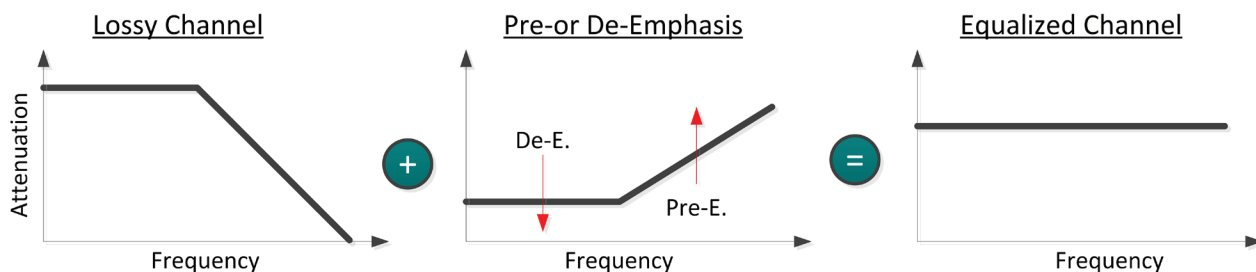 Lossy Channel
Pre-or De-Emphasis
Equalized Channel
Attenuation
Frequency
+
De-E.
Pre-E.
Frequency
=
Frequency